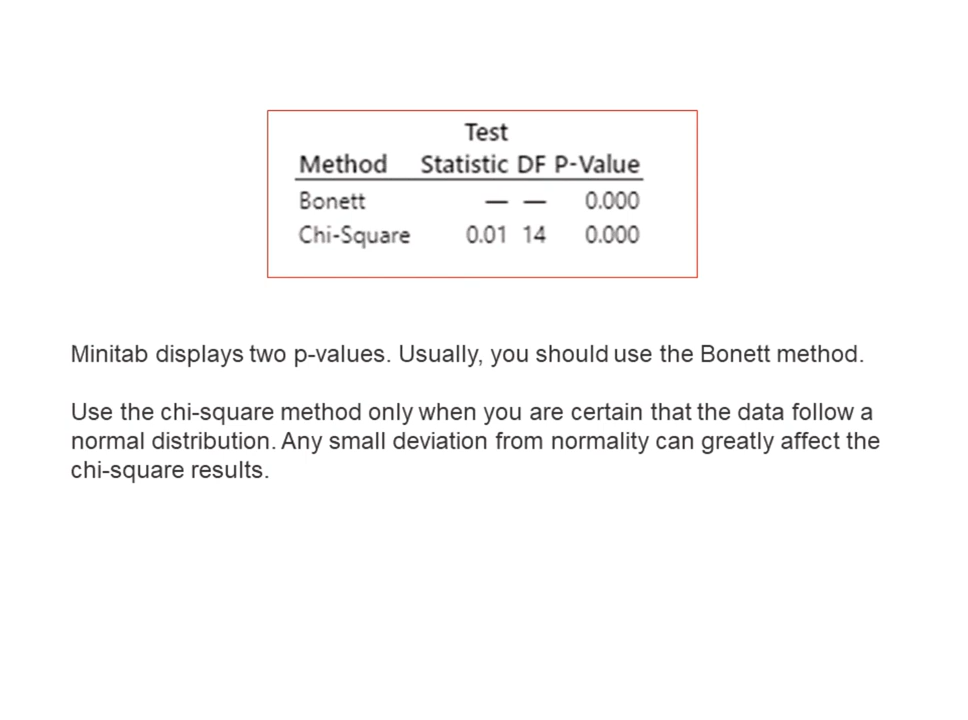 Test
Method Statistic DF P-Value
Bonett — — 0.000
Chi-Square 0.01 14 0.000
Minitab displays two p-values. Usually, you should use the Bonett method.
Use the chi-square method only when you are certain that the data follow a
normal distribution. Any small deviation from normality can greatly affect the
chi-square results.